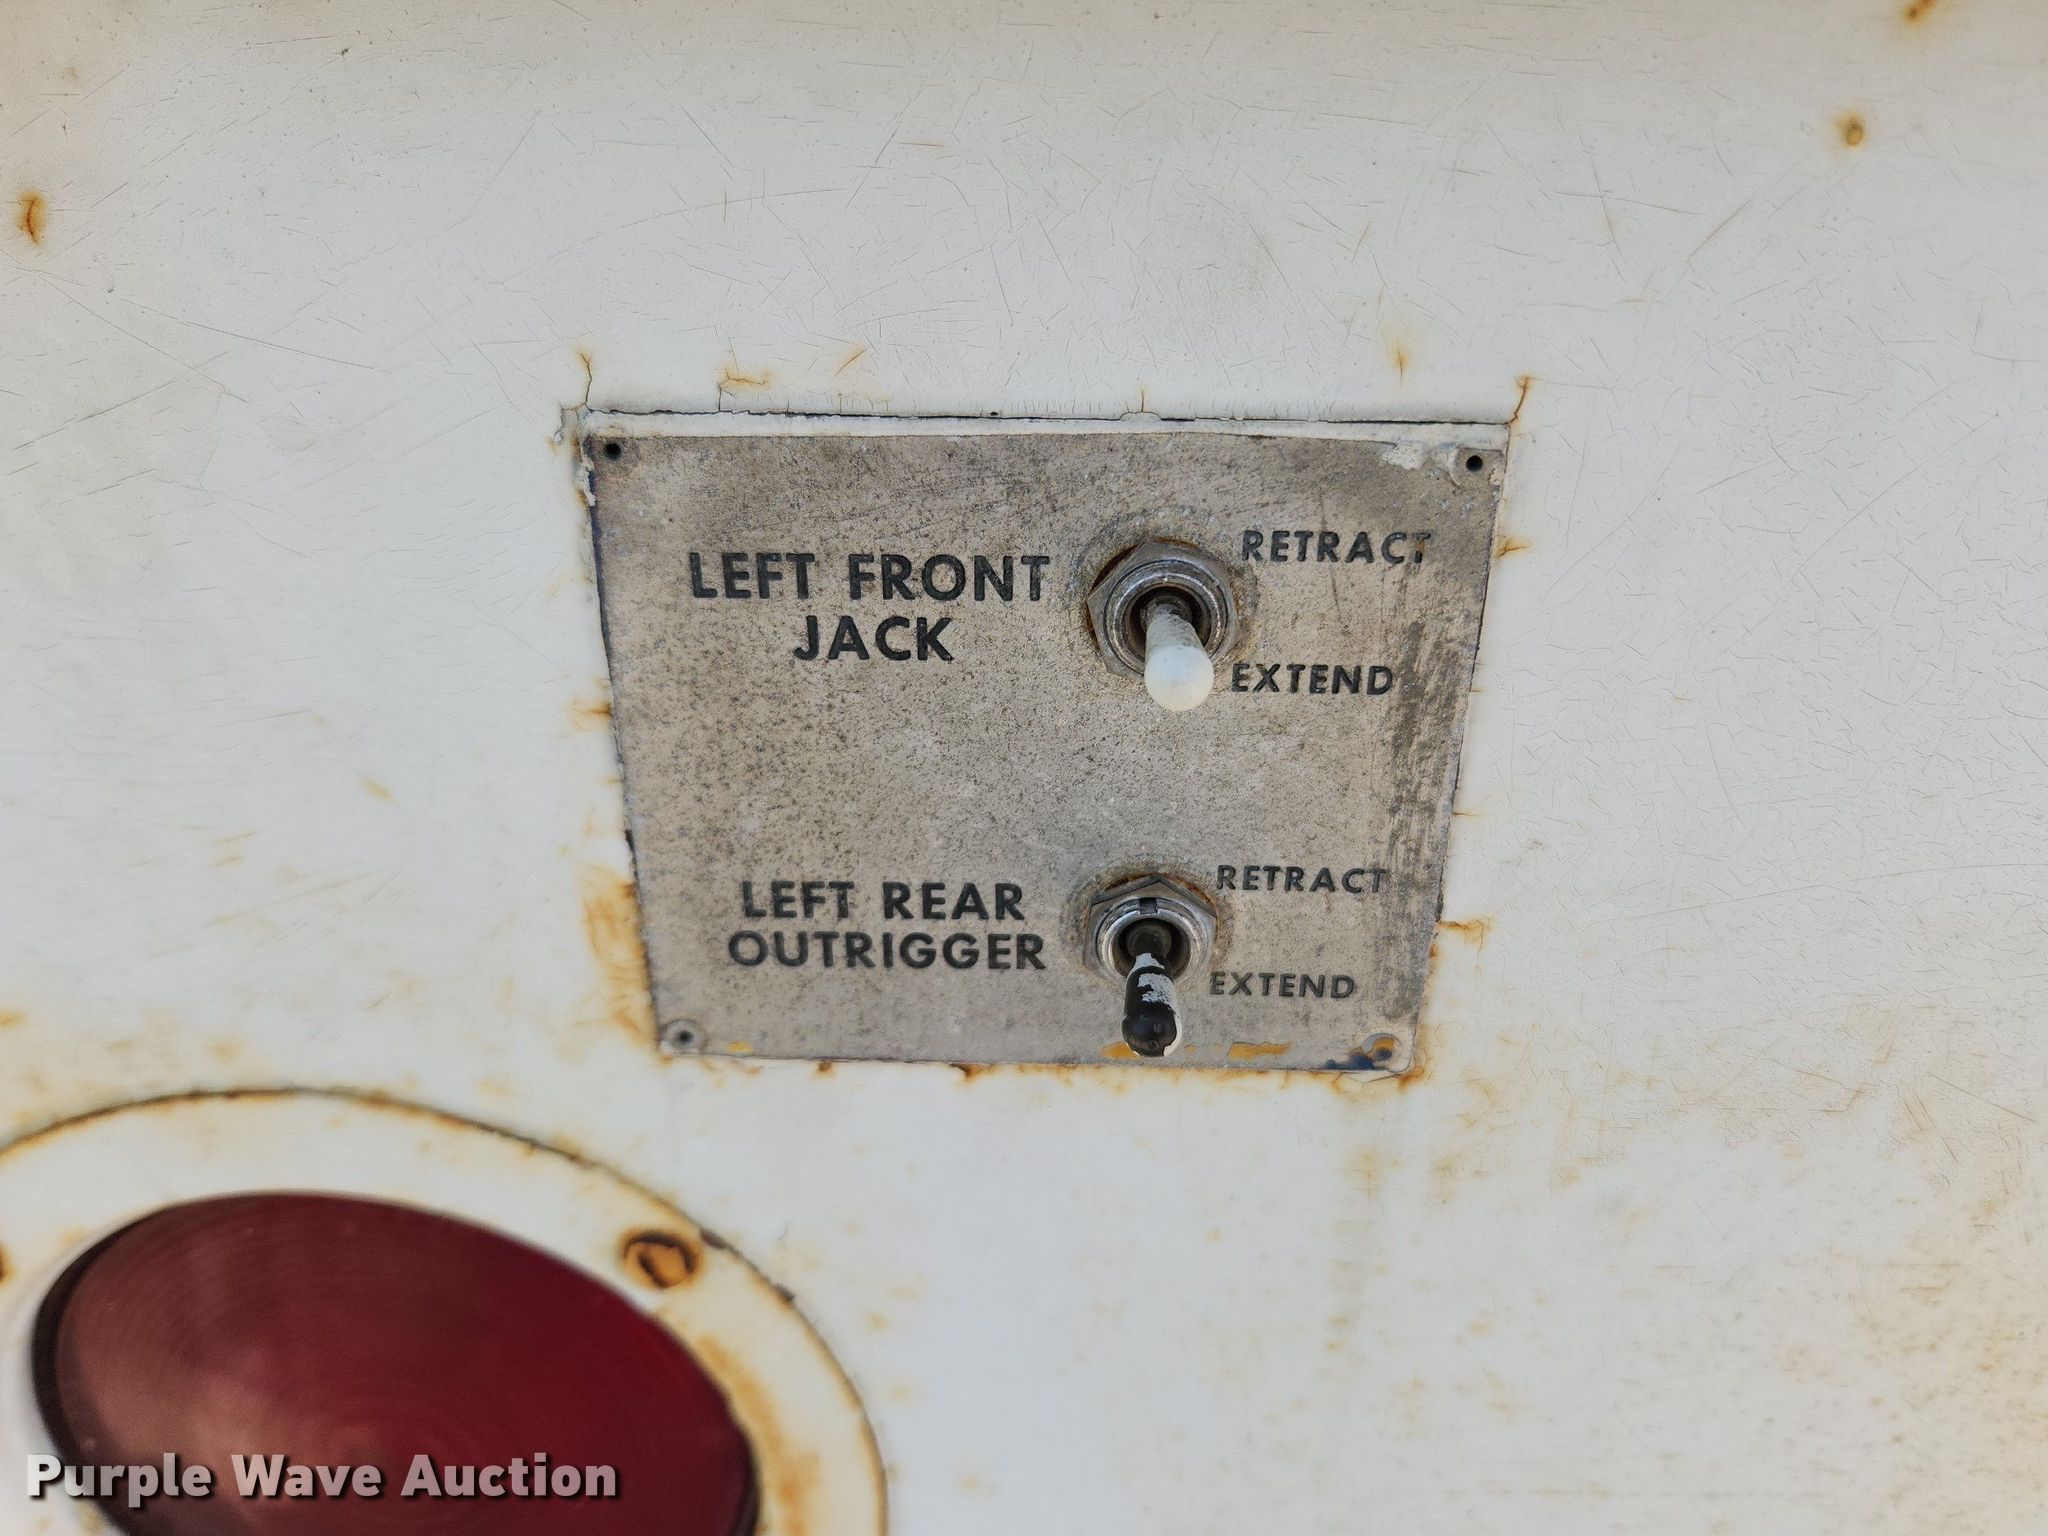 LEFT FRONT
JACK
RETRACT
EXTEND
LEFT REAR
OUTRIGGER
RETRACT
EXTEND
Purple Wave Auction